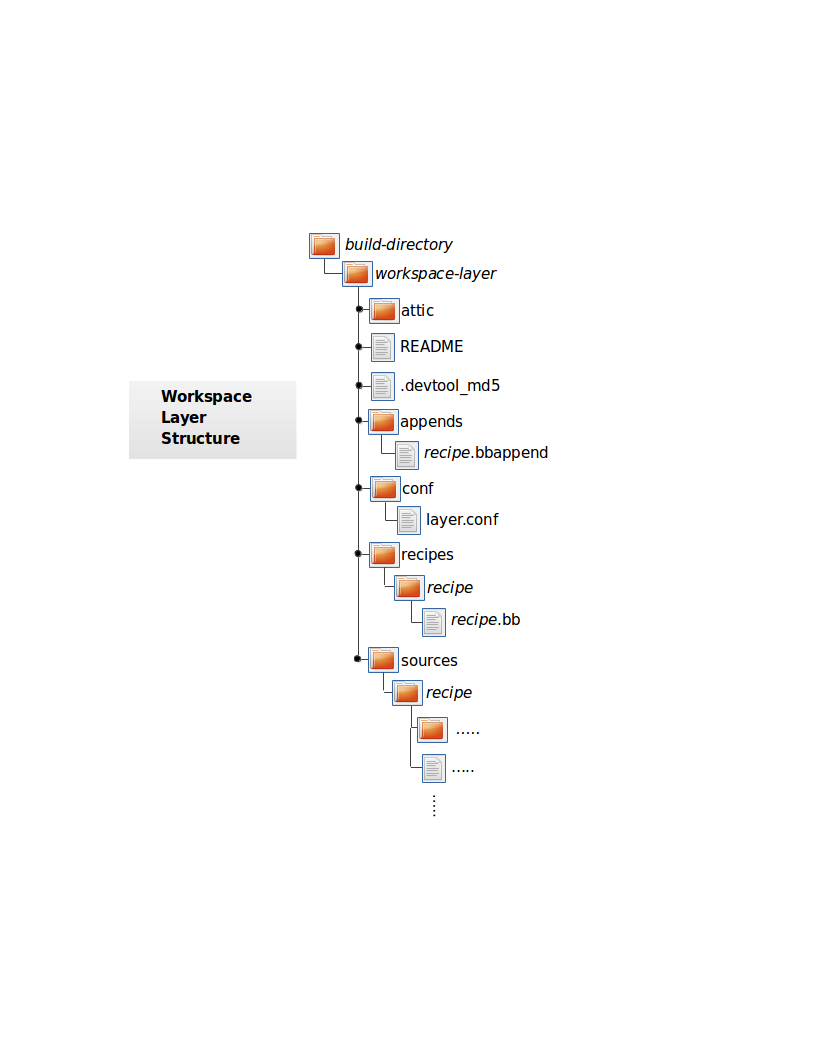 build-directory
workspace-layer
attic
README
.devtool_md5
Workspace
Layer
Structure
appends
recipe.bbappend
conf
layer.conf
recipes
recipe
recipe.bb
sources
recipe
.....
.....